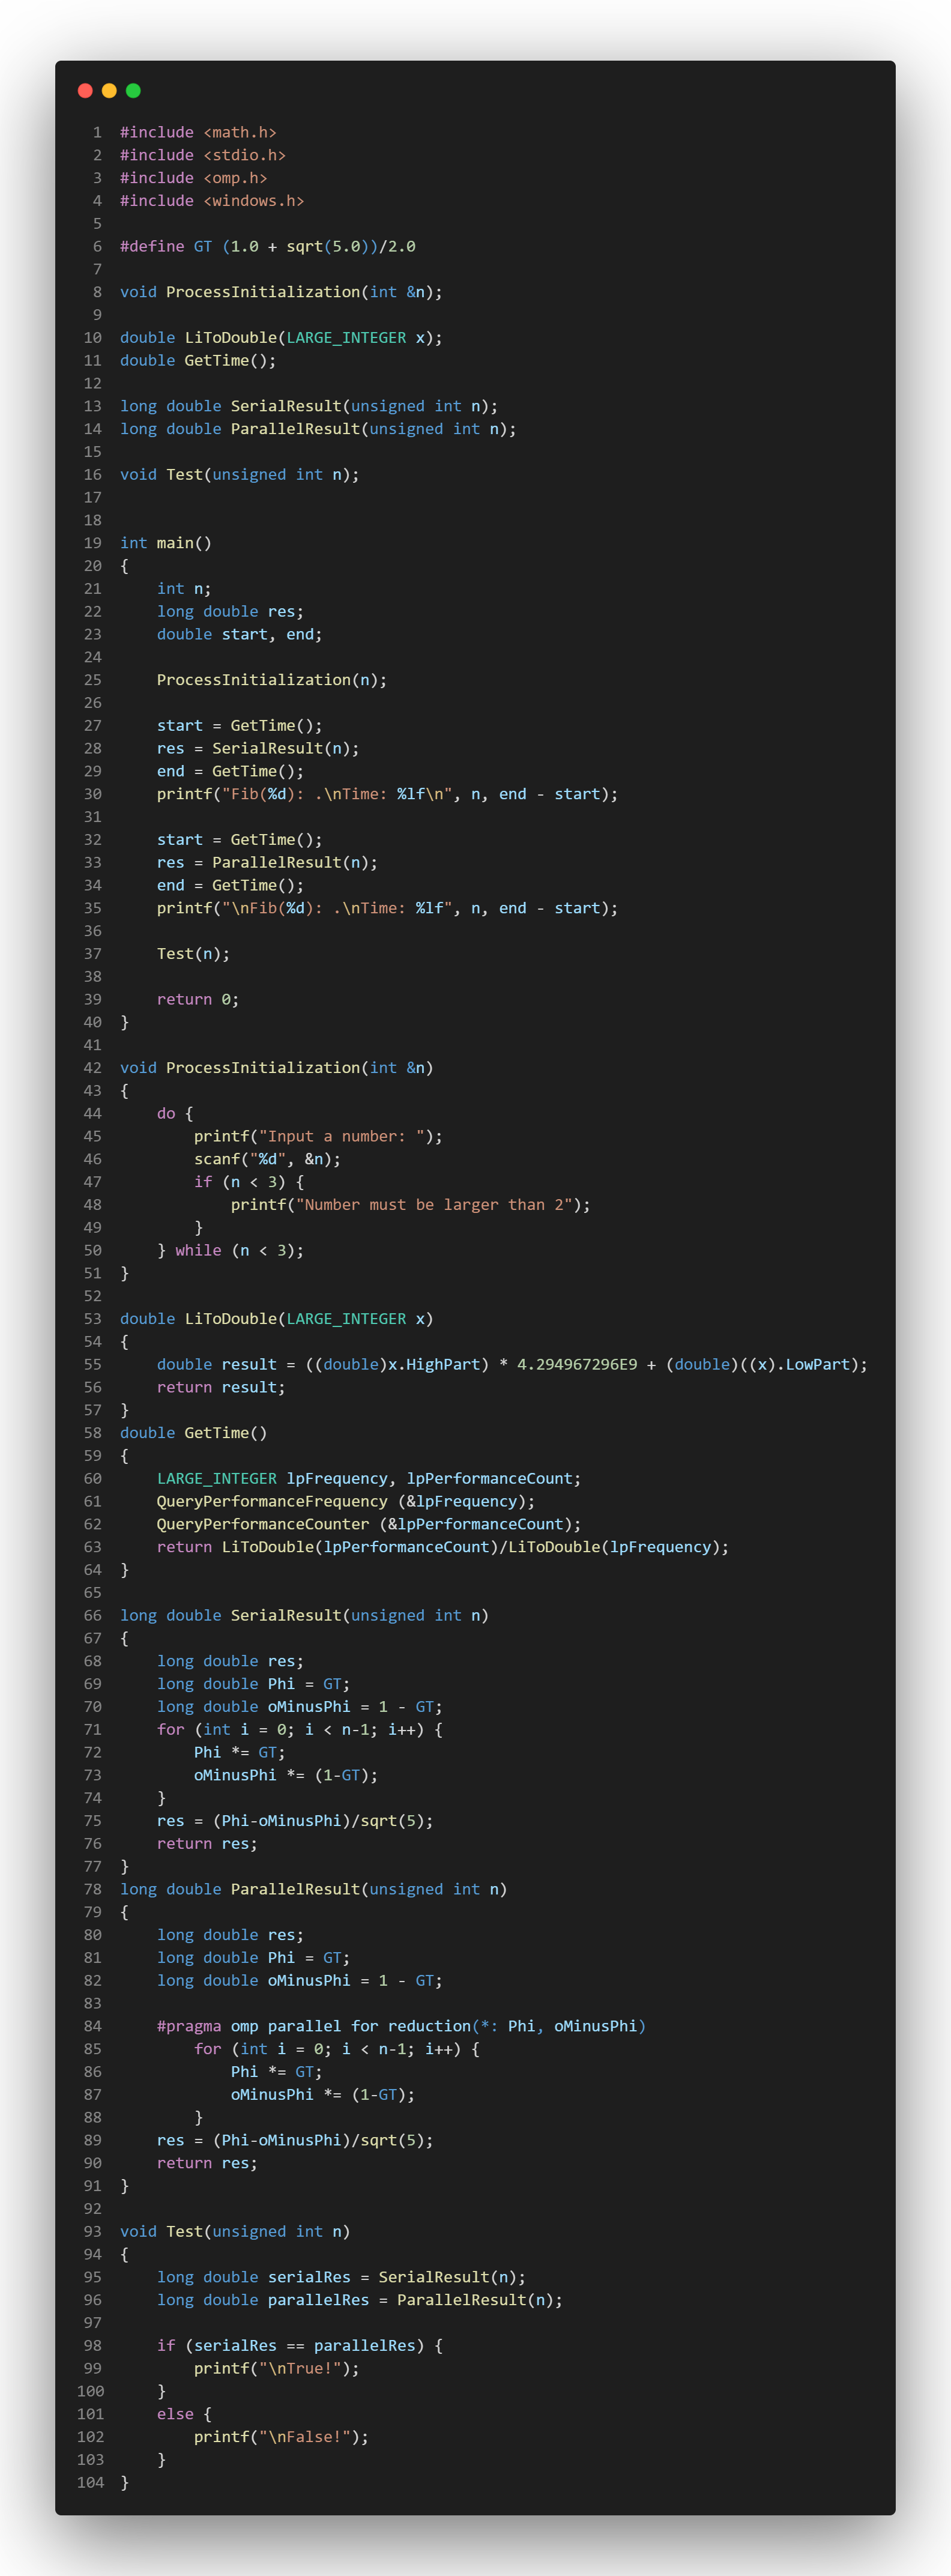 1 #include <math.h>
2 #include <stdio.h>
3 #include <omp.h>
4 #include <windows.h>
5
6 #define GT (1.0 + sqrt(5.0))/2.0
7
8 void ProcessInitialization(int &n);
9
10 double LiToDouble(LARGE_INTEGER x);
11 double GetTime();
12
13 long double SerialResult(unsigned int n);
14 long double ParallelResult(unsigned int n);
15
16 void Test(unsigned int n);
17
18
19 int main()
20 {
21     int n;
22     long double res;
23     double start, end;
24
25     ProcessInitialization(n);
26
27     start = GetTime();
28     res = SerialResult(n);
29     end = GetTime();
30     printf("Fib(%d): .\nTime: %lf\n", n, end - start);
31
32     start = GetTime();
33     res = ParallelResult(n);
34     end = GetTime();
35     printf("\nFib(%d): .\nTime: %lf", n, end - start);
36
37     Test(n);
38
39     return 0;
40 }
41
42 void ProcessInitialization(int &n)
43 {
44     do {
45         printf("Input a number: ");
46         scanf("%d", &n);
47         if (n < 3) {
48             printf("Number must be larger than 2");
49         }
50     } while (n < 3);
51 }
52
53 double LiToDouble(LARGE_INTEGER x)
54 {
55     double result = ((double)x.HighPart) * 4.294967296E9 + (double)((x).LowPart);
56     return result;
57 }
58 double GetTime()
59 {
60     LARGE_INTEGER lpFrequency, lpPerformanceCount;
61     QueryPerformanceFrequency (&lpFrequency);
62     QueryPerformanceCounter (&lpPerformanceCount);
63     return LiToDouble(lpPerformanceCount)/LiToDouble(lpFrequency);
64 }
65
66 long double SerialResult(unsigned int n)
67 {
68     long double res;
69     long double Phi = GT;
70     long double oMinusPhi = 1 - GT;
71     for (int i = 0; i < n-1; i++) {
72         Phi *= GT;
73         oMinusPhi *= (1-GT);
74     }
75     res = (Phi-oMinusPhi)/sqrt(5);
76     return res;
77 }
78 long double ParallelResult(unsigned int n)
79 {
80     long double res;
81     long double Phi = GT;
82     long double oMinusPhi = 1 - GT;
83
84     #pragma omp parallel for reduction(*: Phi, oMinusPhi)
85         for (int i = 0; i < n-1; i++) {
86             Phi *= GT;
87             oMinusPhi *= (1-GT);
88         }
89     res = (Phi-oMinusPhi)/sqrt(5);
90     return res;
91 }
92
93 void Test(unsigned int n)
94 {
95     long double serialRes = SerialResult(n);
96     long double parallelRes = ParallelResult(n);
97
98     if (serialRes == parallelRes) {
99         printf("\nTrue!");
100     }
101     else {
102         printf("\nFalse!");
103     }
104 }